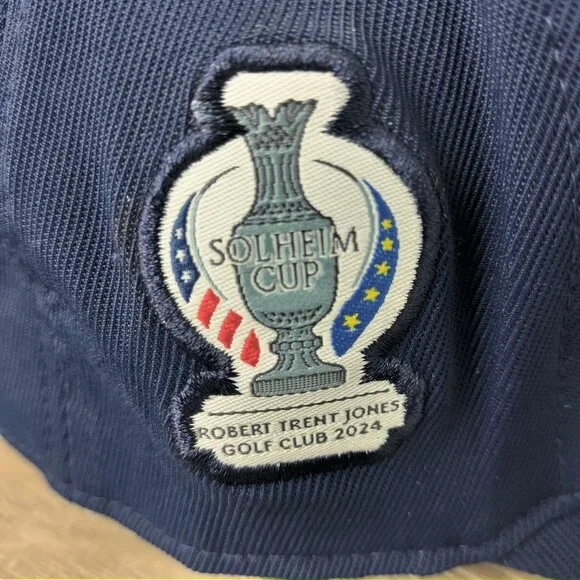 SOLHEIM
CUP
ROBERT TRENT JONES
GOLF CLUB 2024